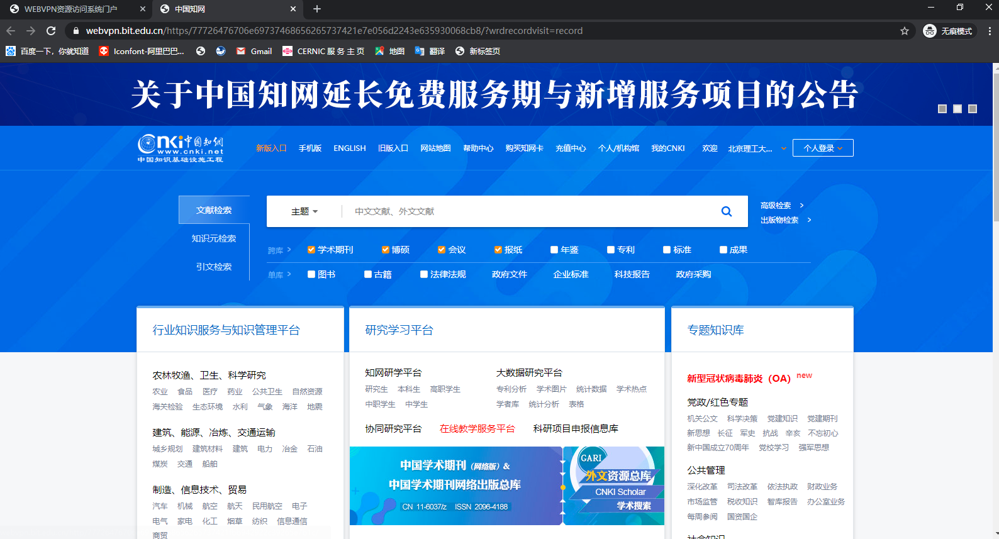 WEBVPN资源访问系统门户
中国知网
webvpn.bit.edu.cn/https/77726476706e69737468656265737421e7e056d2243e635930068cb8/?wrdrecordvisit=record
无痕模式
百度一下，你就知道 Iconfont-阿里巴巴... Gmail CERNIC 服 务 主 页 地图 翻译 新标签页
关于中国知网延长免费服务期与新增服务项目的公告
Cnki中国知网
www.cnki.net
中国知识基础设施工程
新版入口 手机版 ENGLISH 旧版入口 网站地图 帮助中心 购买知网卡 充值中心 个人/机构馆 我的CNKI 欢迎 北京理工大... 个人登录
文献检索
知识元检索
引文检索
主题 中文文献、外文文献
高级检索 >
出版物检索 >
跨库 > 学术期刊 博硕 会议 报纸 年鉴 专利 标准 成果
单库 > 图书 古籍 法律法规 政府文件 企业标准 科技报告 政府采购
行业知识服务与知识管理平台
农林牧渔、卫生、科学研究
农业 食品 医疗 药业 公共卫生 自然资源
海关检验 生态环境 水利 气象 海洋 地震
建筑、能源、冶炼、交通运输
城乡规划 建筑材料 建筑 电力 冶金 石油
煤炭 交通 船舶
制造、信息技术、贸易
汽车 机械 航空 航天 民用航空 电子
电气 家电 化工 烟草 纺织 信息通信
商贸
研究学习平台
知网研学平台
研究生 本科生 高职学生
中职学生 中学生
大数据研究平台
专利分析 学术图片 统计数据 学术热点
学者库 统计分析 表格
协同研究平台 在线教学服务平台 科研项目申报信息库
中国学术期刊（网络版）&
中国学术期刊网络出版总库
CN 11-6037/z ISSN 2096-4188
GARI
外文资源总库
CNKI Scholar
学术搜索
专题知识库
新型冠状病毒肺炎（OA） new
党政/红色专题
机关公文 科学决策 党建知识 党建期刊
新思想 长征 军史 抗战 辛亥 不忘初心
新中国成立70周年 党校学习 强军思想
公共管理
深化改革 司法改革 依法执政 财政业务
市场监管 税收知识 智库报告 办公室业务
每周参阅 国资国企
社会知识